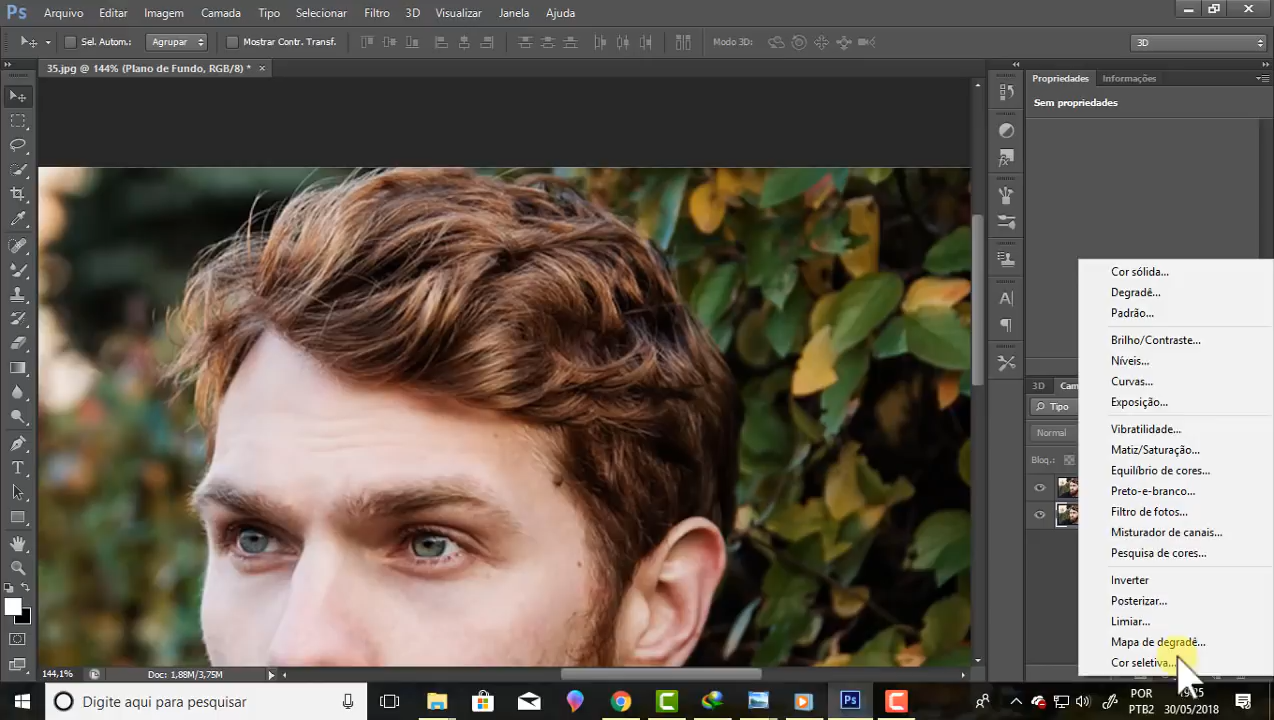 Ps Arquivo Editar Imagem Camada Tipo Selecionar Filtro 3D Visualizar Janela Ajuda
Sel. Autom.: Agrupar Mostrar Contr. Transf. Modo 3D: 3D
35.jpg @ 144% (Plano de Fundo, RGB/8) * ×
Propriedades Informações
Sem propriedades
Cor sólida...
Degradê...
Padrão...
Brilho/Contraste...
Níveis...
Curvas...
Exposição...
Vibratilidade...
Matiz/Saturação...
Equilíbrio de cores...
Preto-e-branco...
Filtro de fotos...
Misturador de canais...
Pesquisa de cores...
Inverter
Posterizar...
Limiar...
Mapa de degradê...
Cor seletiva...
3D Cam
Tipo
Normal
Bloq.:
144,1% Doc: 1,88M/3,75M
Digite aqui para pesquisar
Ps
POR
PTB2 30/05/2018